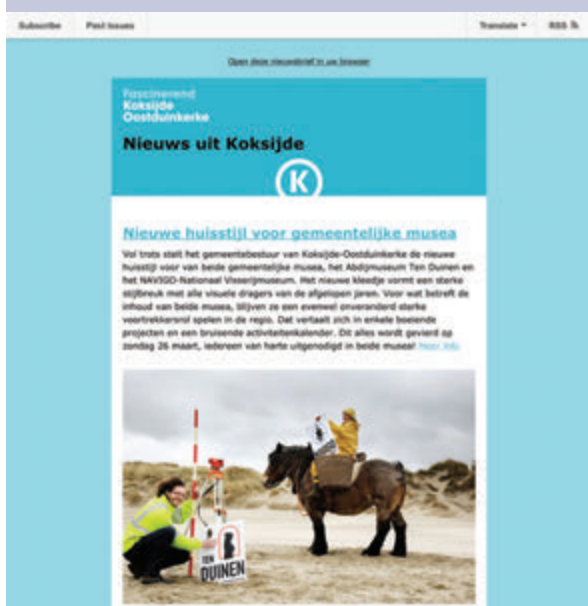 Subscribe
Past Issues
Translate
RSS
Open deze nieuwsbrief in uw browser
Fascinerend
Koksijde
Oostduinkerke
Nieuws uit Koksijde
K
Nieuwe huisstijl voor gemeentelijke musea
Vol trots stelt het gemeentebestuur van Koksijde-Oostduinkerke de nieuwe
huisstijl voor van beide gemeentelijke musea, het Abdijmuseum Ten Duinen en
het NAVIGO-Nationaal Visserijmuseum. Het nieuwe kleedje vormt een sterke
stijlbreuk met alle visuele dragers van de afgelopen jaren. Voor wat betreft de
inhoud van beide musea, blijven ze een evenwel onveranderd sterke
voortrekkersrol spelen in de regio. Dat vertaalt zich in enkele boeiende
projecten en een bruisende activiteitenkalender. Dit alles wordt gevierd op
zondag 26 maart, iedereen van harte uitgenodigd in beide musea! Meer info
TEN
DUINEN